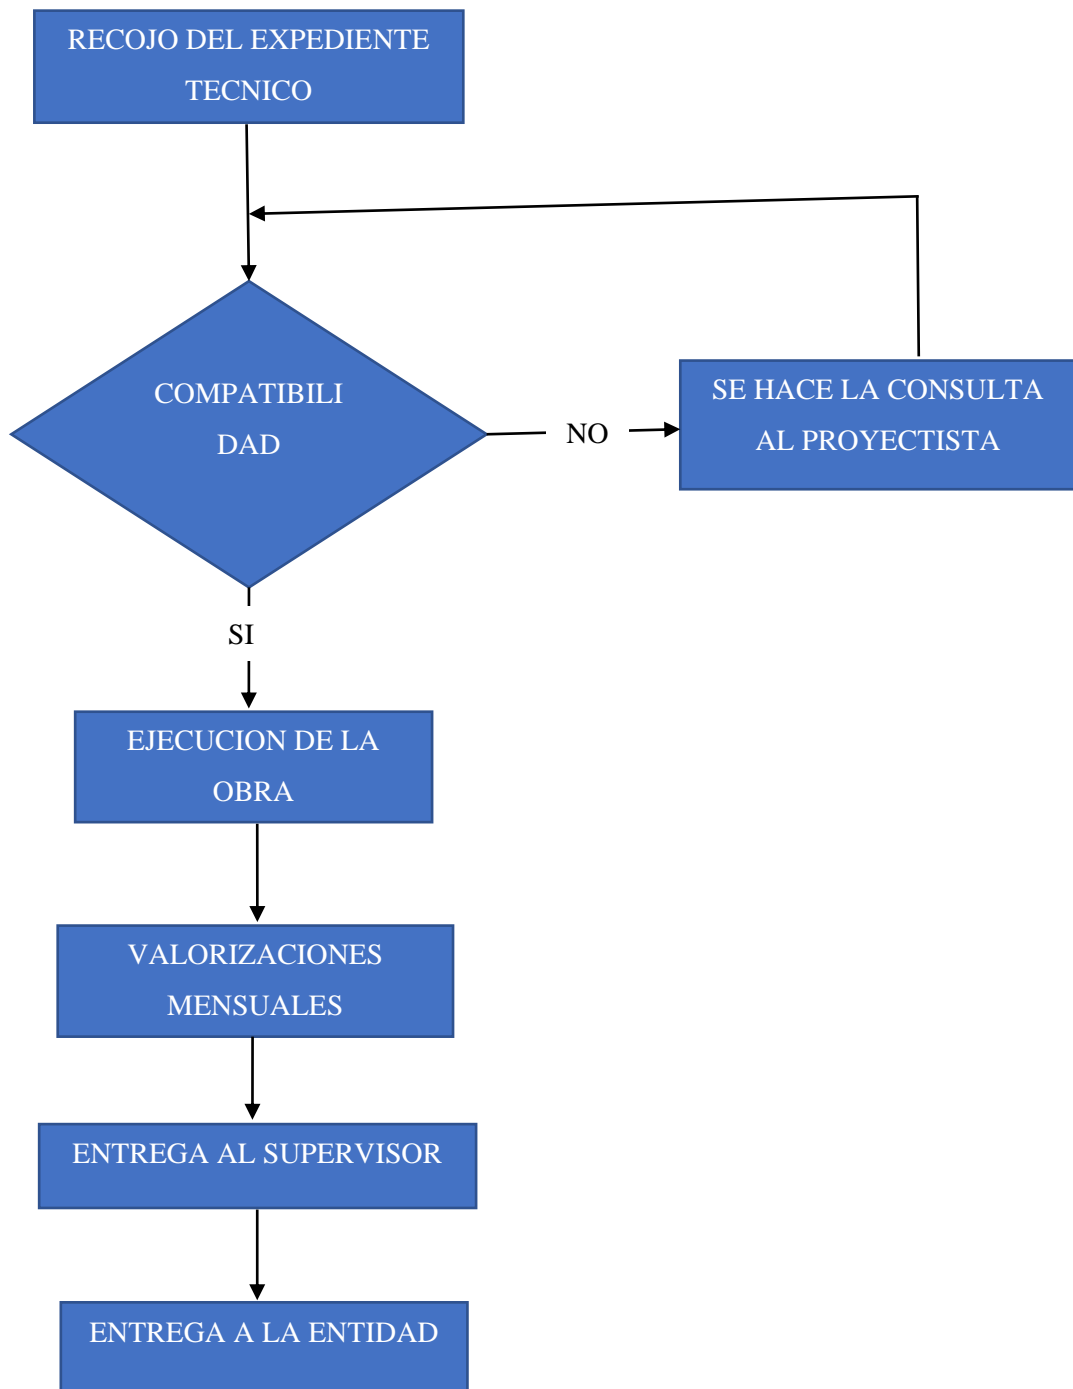 RECOJO DEL EXPEDIENTE
TECNICO
COMPATIBILI
DAD
NO
SE HACE LA CONSULTA
AL PROYECTISTA
SI
EJECUCION DE LA
OBRA
VALORIZACIONES
MENSUALES
ENTREGA AL SUPERVISOR
ENTREGA A LA ENTIDAD